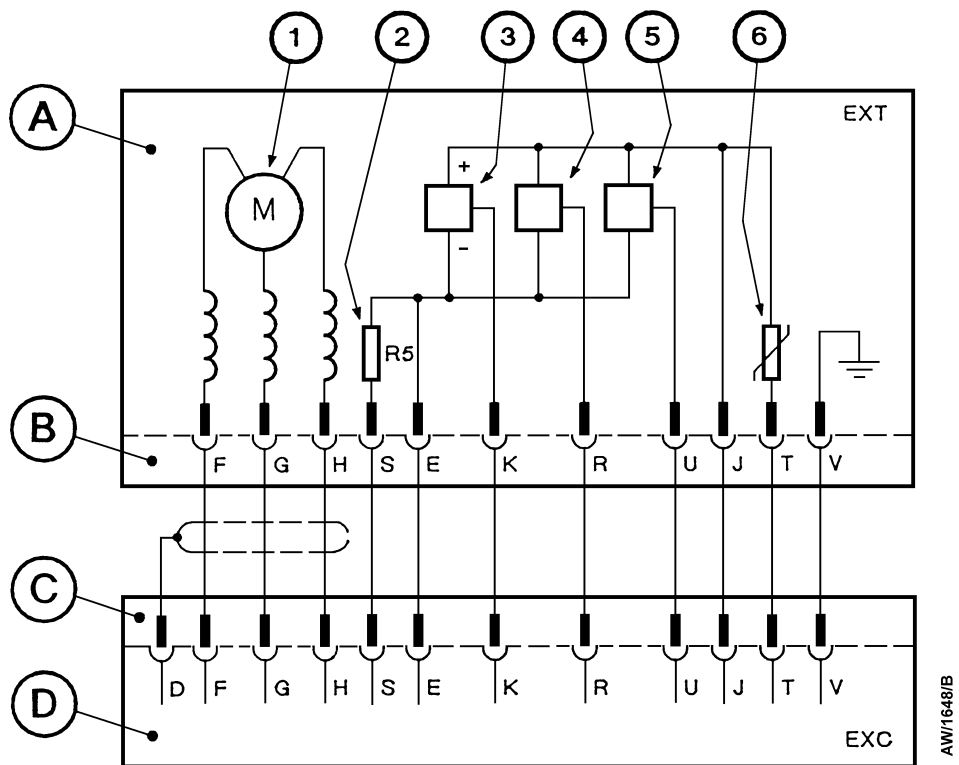 1 2 3 4 5 6
A
EXT
+
M
-
R5
B
F G H S E K R U J T V
C
D F G H S E K R U J T V
D
EXC
AW/1648/B